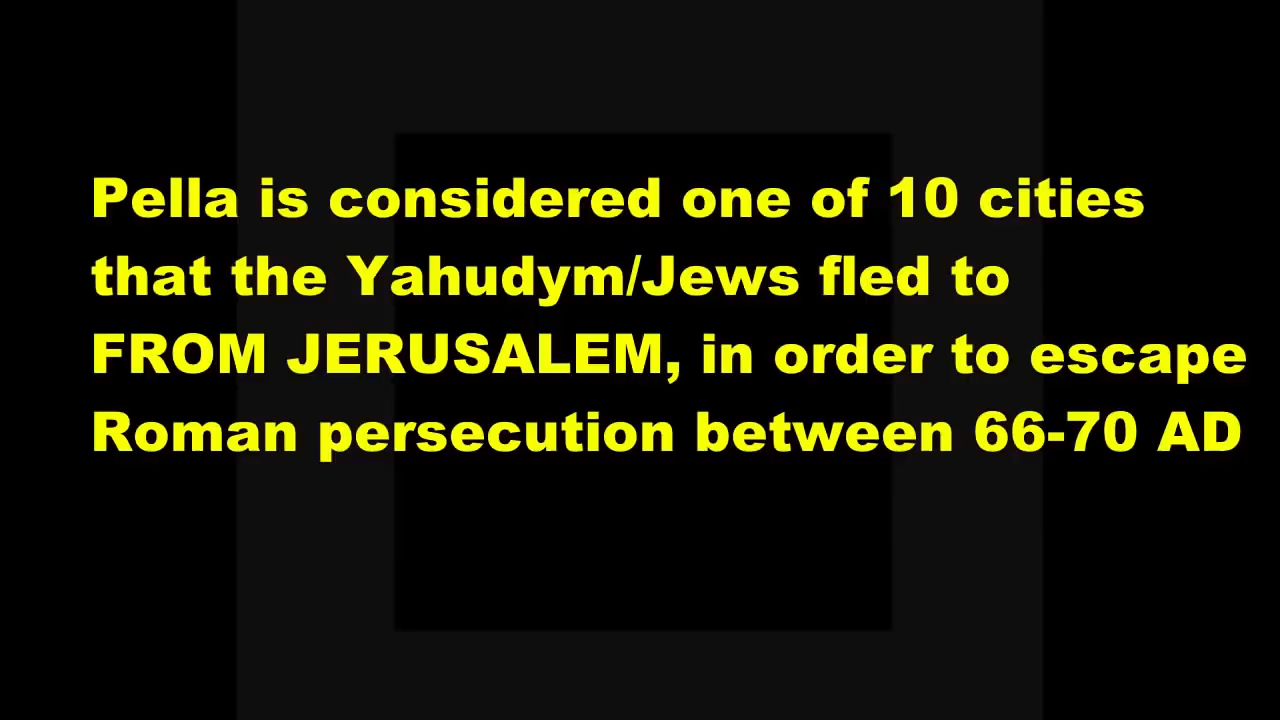 Pella is considered one of 10 cities
that the Yahudym/Jews fled to
FROM JERUSALEM, in order to escape
Roman persecution between 66-70 AD